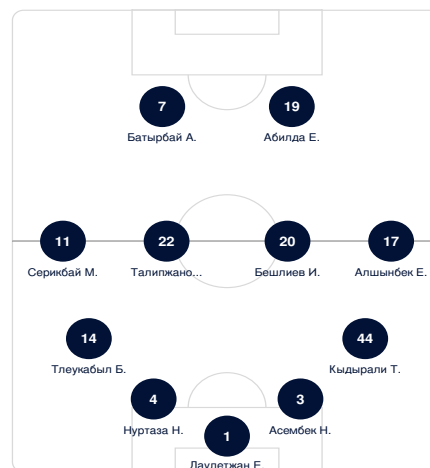 7 19
Батырбай А. Абилда Е.
11 22 20 17
Серикбай М. Талипжано... Бешлиев И. Алшынбек Е.
14 44
Тлеукабыл Б. Кыдырали Т.
4 3
Нуртаза Н. Асембек Н.
1
Даулетжан Е.